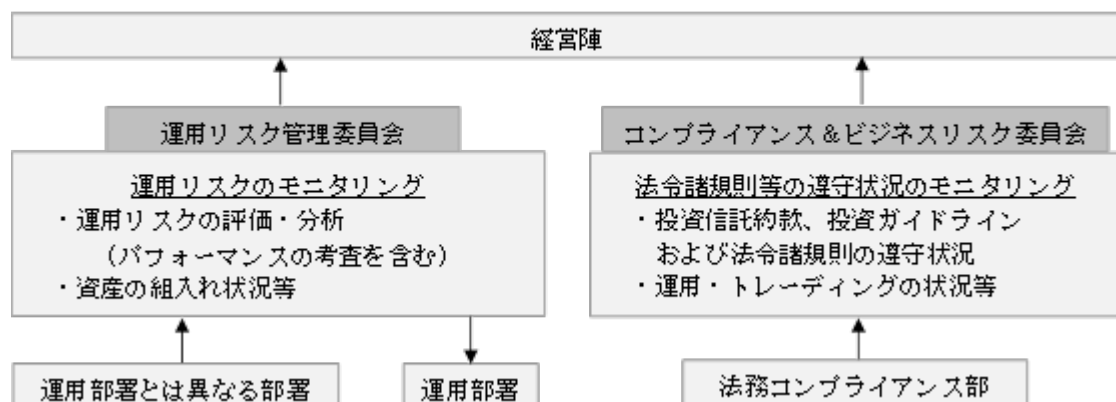 経営陣
運用リスク管理委員会
運用リスクのモニタリング
・運用リスクの評価・分析
（パフォーマンスの考査を含む）
・資産の組入れ状況等
運用部署とは異なる部署
運用部署
コンプライアンス＆ビジネスリスク委員会
法令諸規則等の遵守状況のモニタリング
・投資信託約款、投資ガイドライン
および法令諸規則の遵守状況
・運用・トレーディングの状況等
法務コンプライアンス部